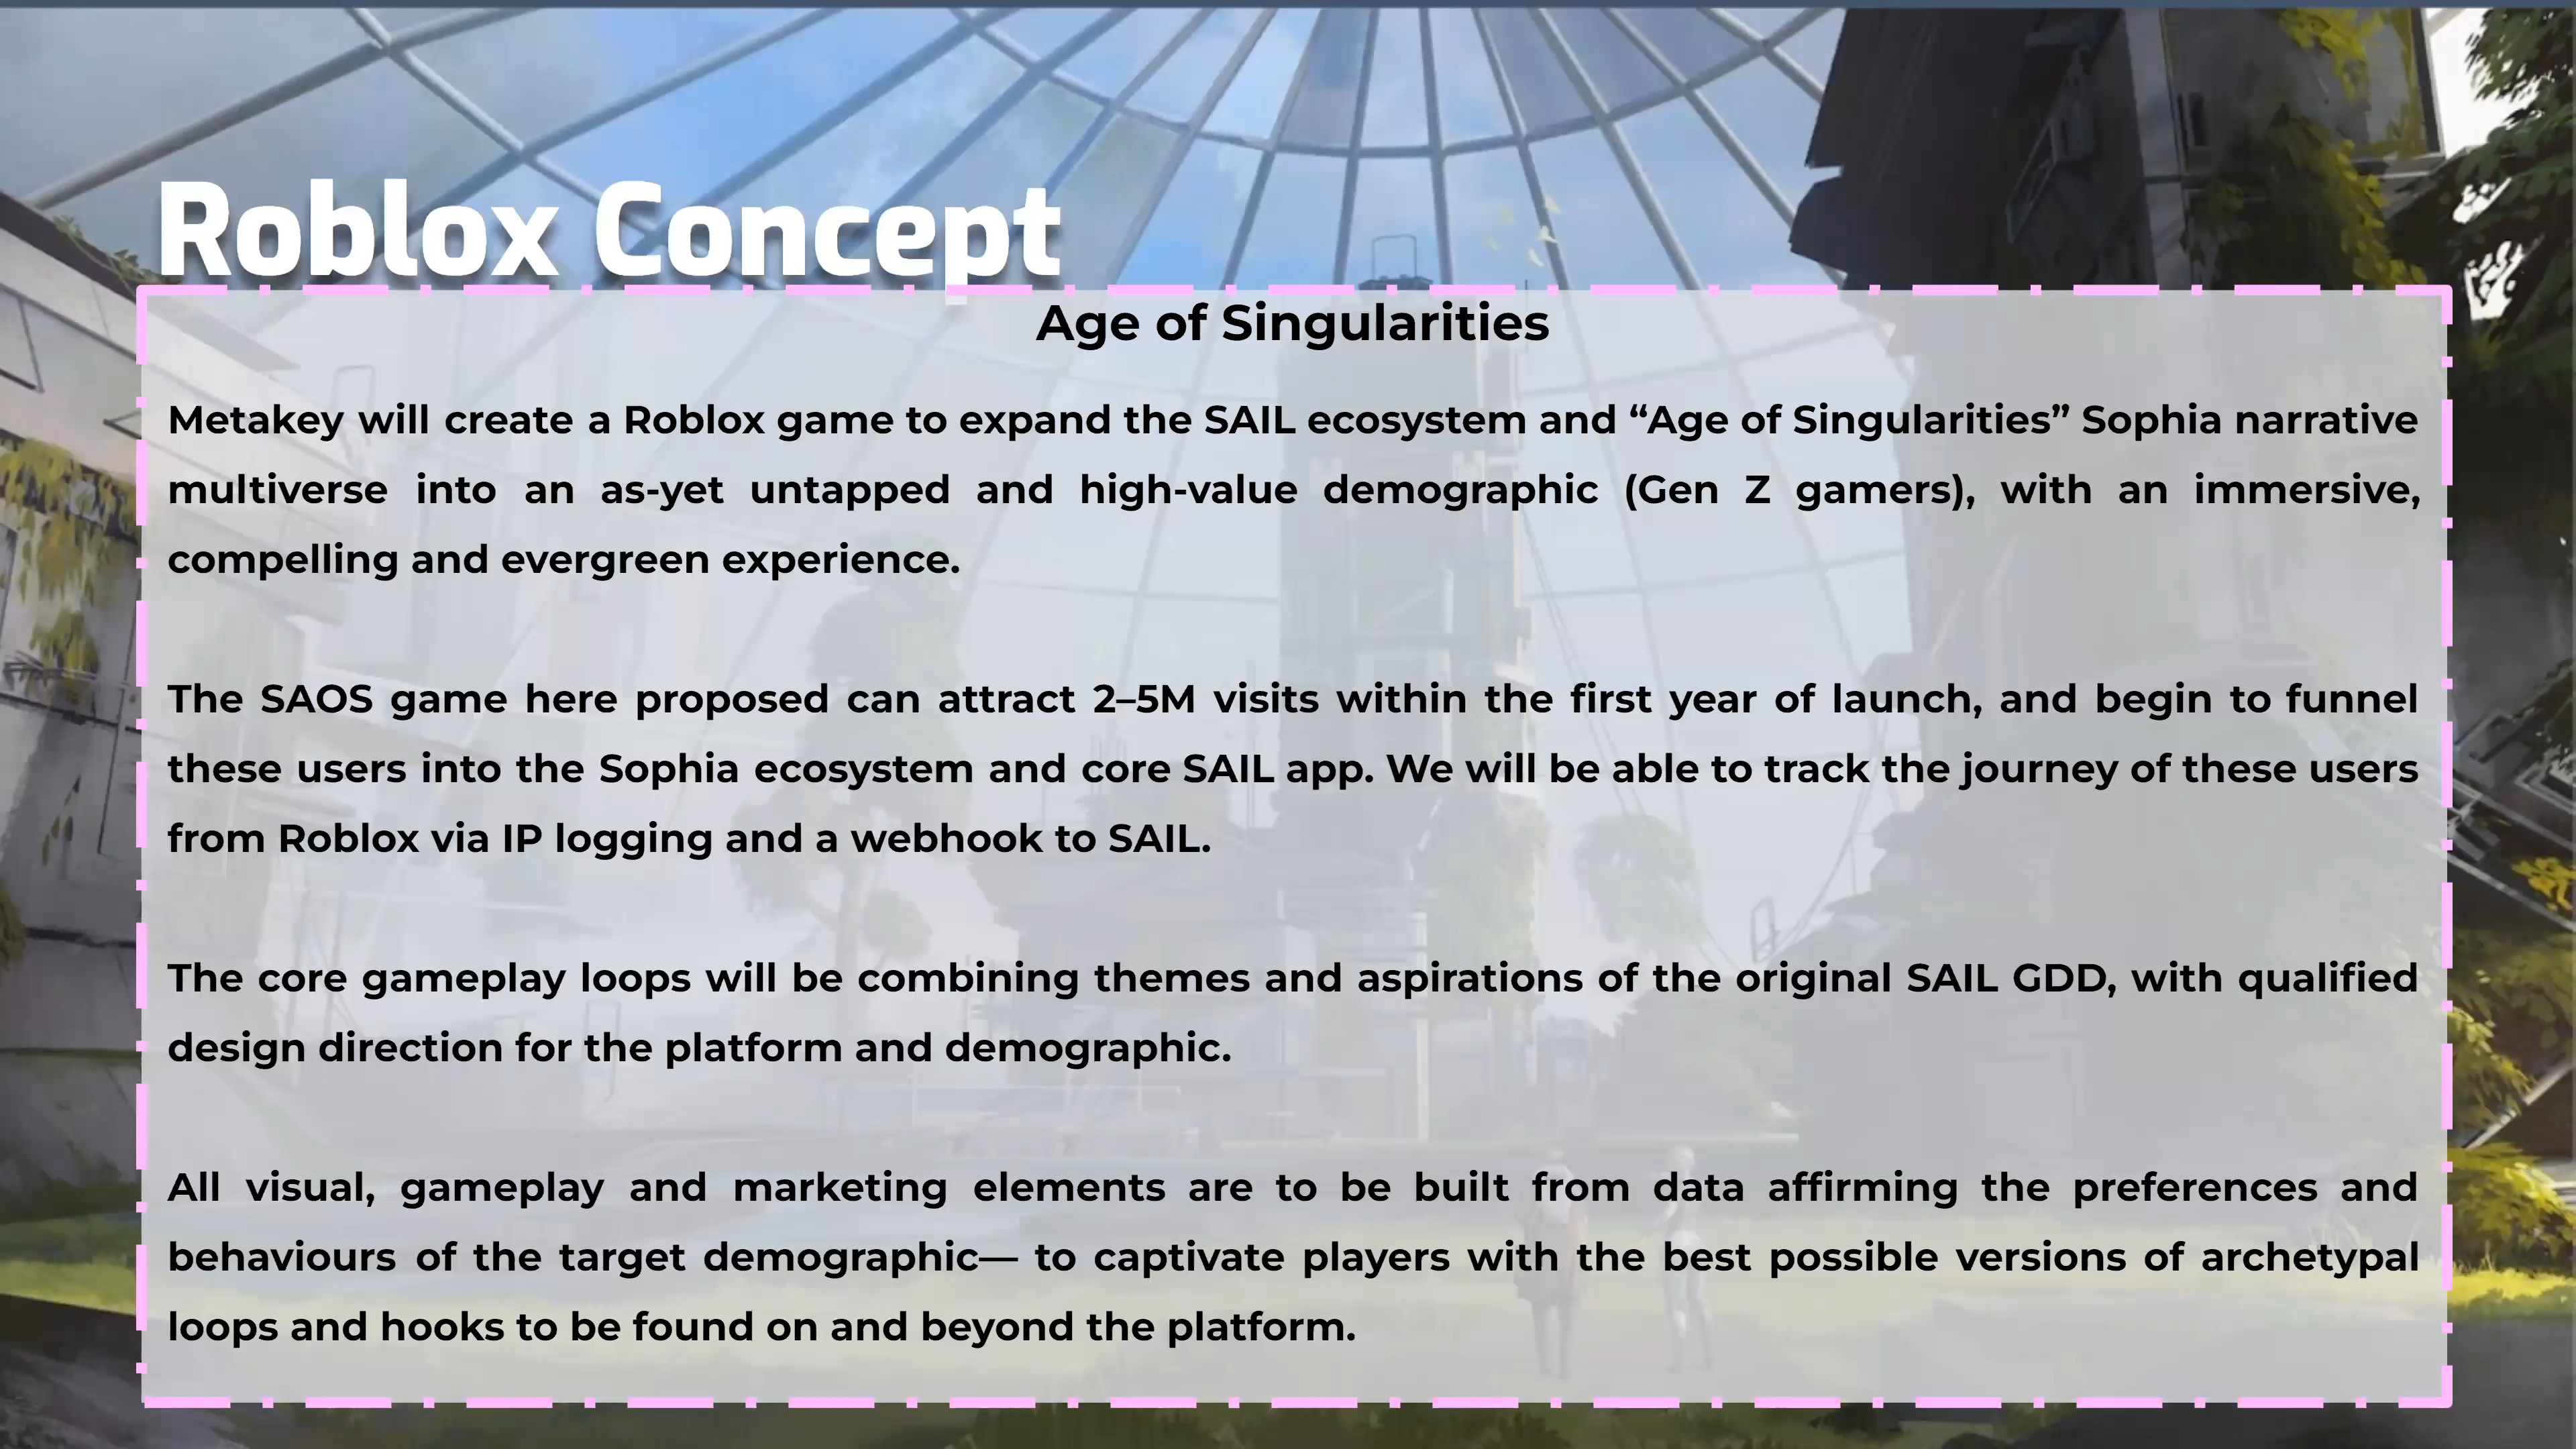 Roblox Concept
Age of Singularities
Metakey will create a Roblox game to expand the SAIL ecosystem and “Age of Singularities” Sophia narrative
multiverse into an as-yet untapped and high-value demographic (Gen Z gamers), with an immersive,
compelling and evergreen experience.
The SAOS game here proposed can attract 2–5M visits within the first year of launch, and begin to funnel
these users into the Sophia ecosystem and core SAIL app. We will be able to track the journey of these users
from Roblox via IP logging and a webhook to SAIL.
The core gameplay loops will be combining themes and aspirations of the original SAIL GDD, with qualified
design direction for the platform and demographic.
All visual, gameplay and marketing elements are to be built from data affirming the preferences and
behaviours of the target demographic— to captivate players with the best possible versions of archetypal
loops and hooks to be found on and beyond the platform.